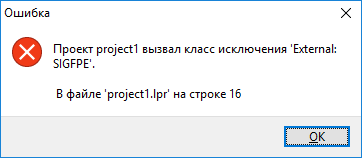 Ошибка
Проект project1 вызвал класс исключения 'External:
SIGFPE'.
В файле 'project1.lpr' на строке 16
OK